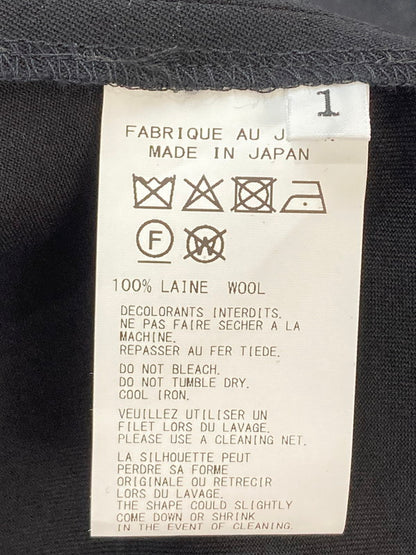 1
FABRIQUE AU
MADE IN JAPAN
F
W
100% LAINE WOOL
DECOLORANTS INTERDITS.
NE PAS FAIRE SECHER A LA
MACHINE.
REPASSER AU FER TIEDE.
DO NOT BLEACH.
DO NOT TUMBLE DRY.
COOL IRON.
VEUILLEZ UTILISER UN
FILET LORS DU LAVAGE.
PLEASE USE A CLEANING NET.
LA SILHOUETTE PEUT
PERDRE SA FORME
ORIGINALE OU RETRECIR
LORS DU LAVAGE.
THE SHAPE COULD SLIGHTLY
COME DOWN OR SHRINK
IN THE EVENT OF CLEANING.